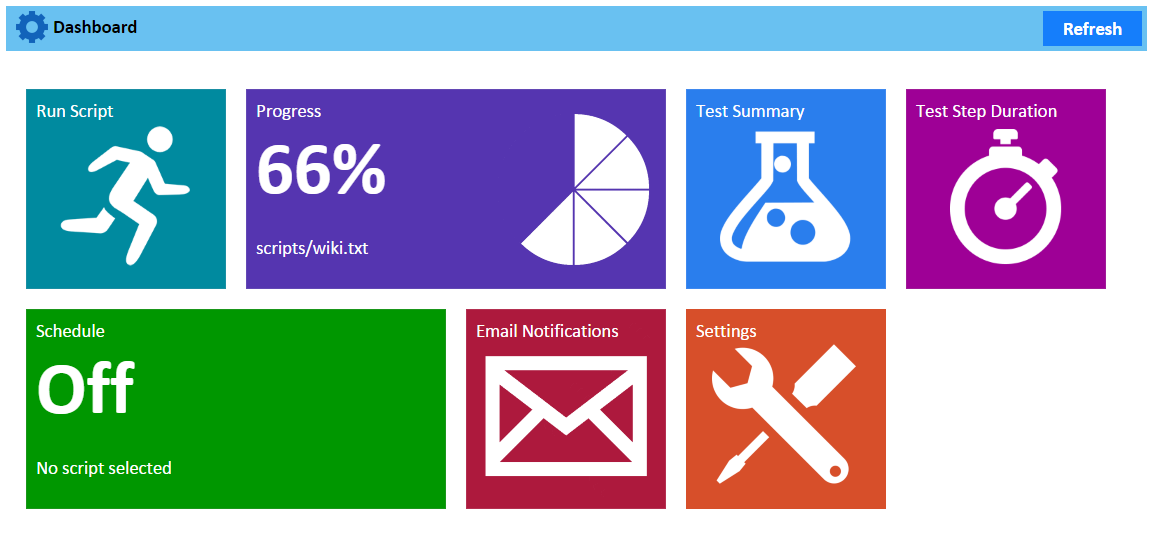 Dashboard
Refresh
Run Script
Progress
66%
scripts/wiki.txt
Test Summary
Test Step Duration
Schedule
Off
No script selected
Email Notifications
Settings